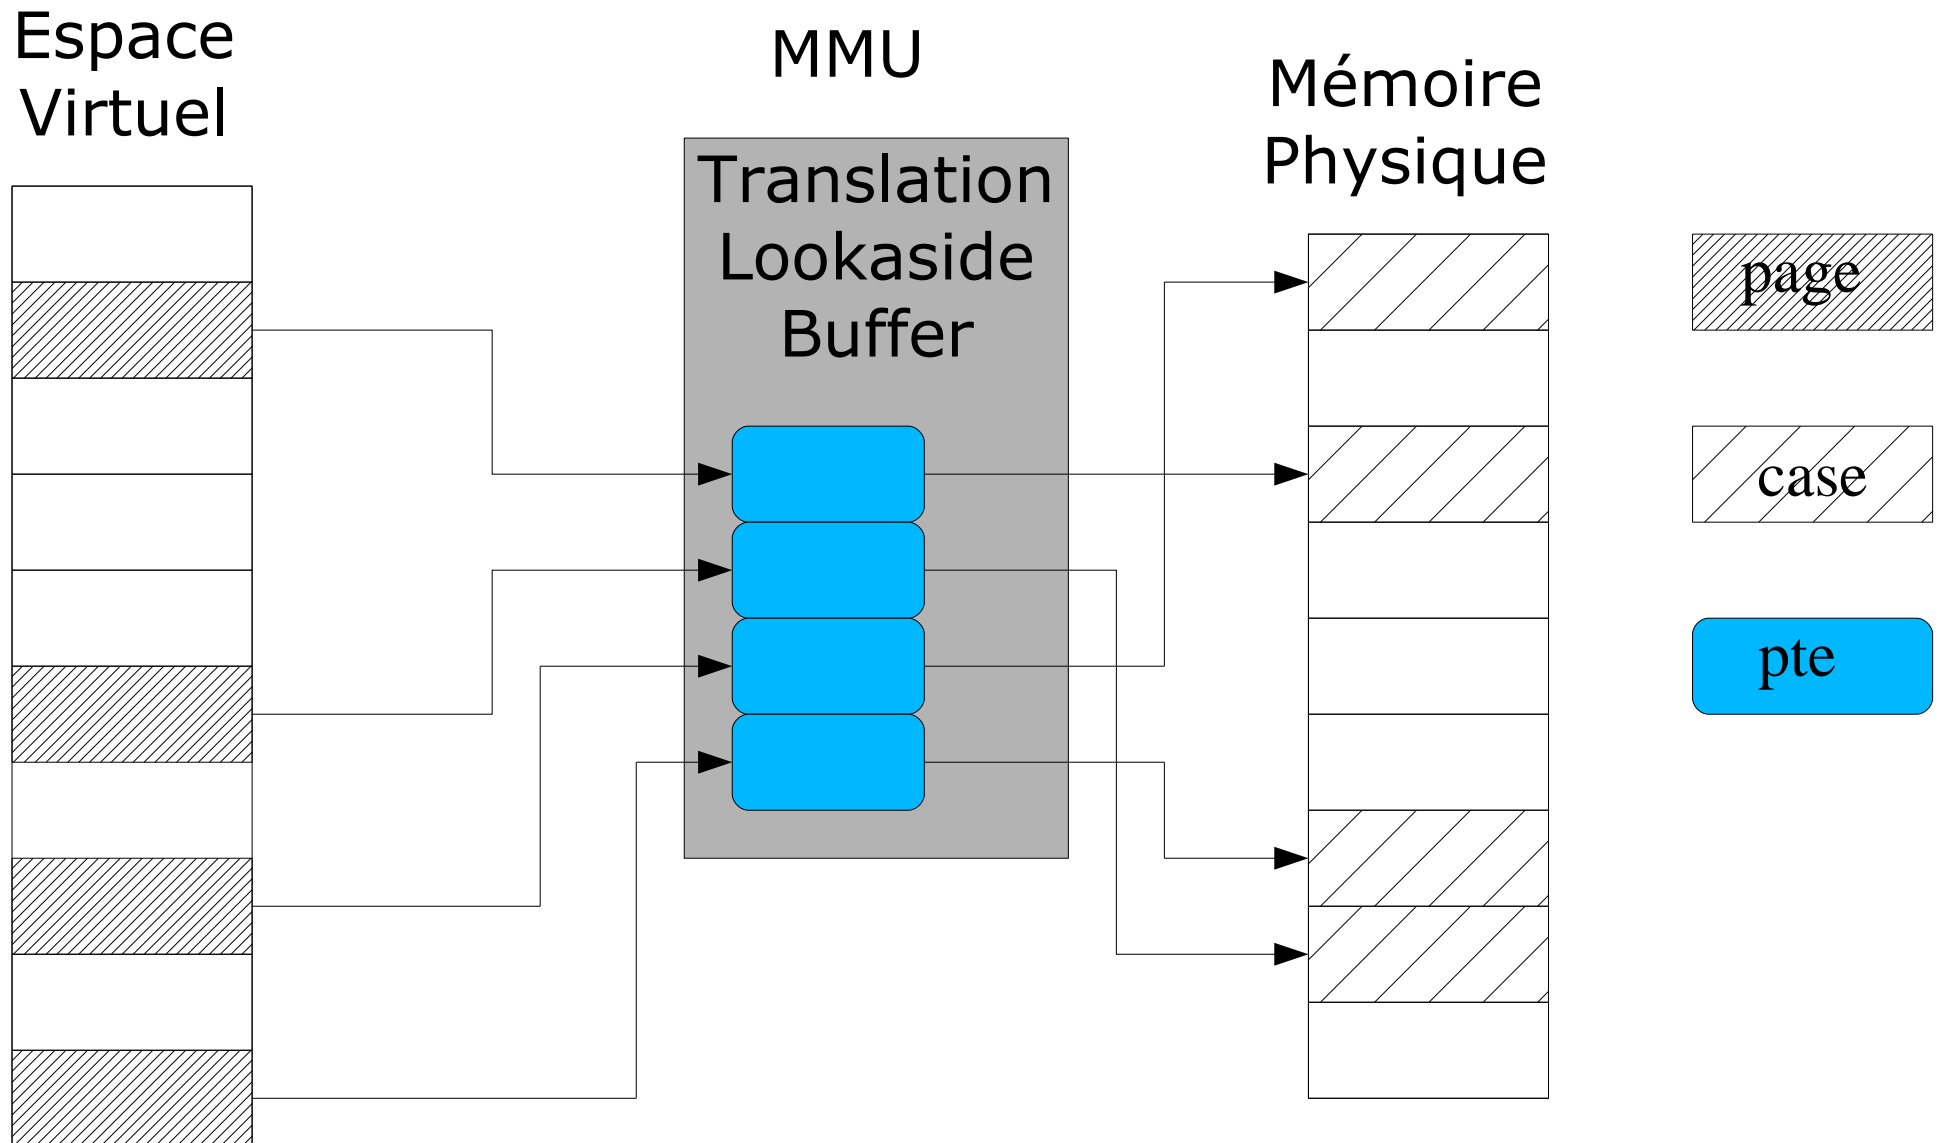 Espace
Virtuel
MMU
Translation
Lookaside
Buffer
Mémoire
Physique
page
case
pte